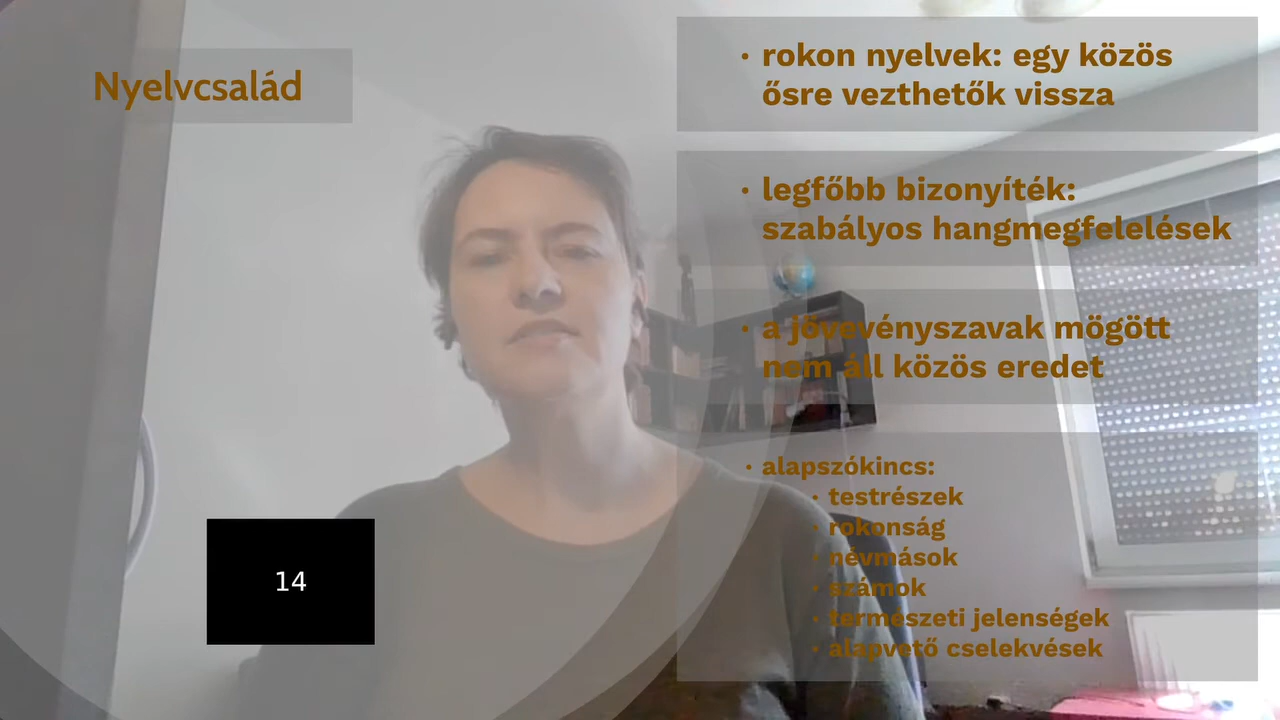 Nyelvcsalád
• rokon nyelvek: egy közös
ősre vezthetők vissza
• legfőbb bizonyíték:
szabályos hangmegfelelések
• a jövevényszavak mögött
nem áll közös eredet
• alapszókincs:
• testrészek
• rokonság
• névmások
• számok
• természeti jelenségek
• alapvető cselekvések
14